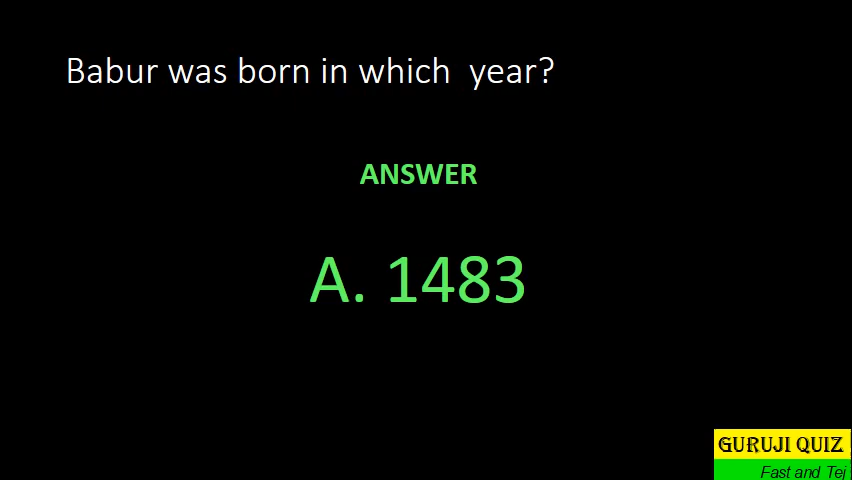 Babur was born in which  year?
ANSWER
A. 1483
GURUJI QUIZ
Fast and Tej